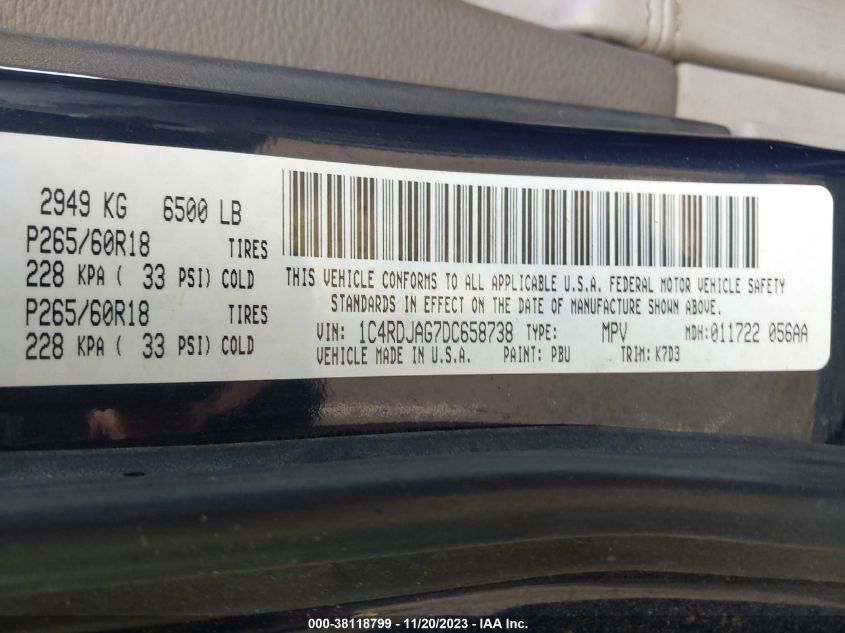 2949 KG 6500 LB
P265/60R18 TIRES
228 KPA ( 33 PSI) COLD
P265/60R18 TIRES
228 KPA ( 33 PSI) COLD
THIS VEHICLE CONFORMS TO ALL APPLICABLE U.S.A. FEDERAL MOTOR VEHICLE SAFETY
STANDARDS IN EFFECT ON THE DATE OF MANUFACTURE SHOWN ABOVE.
VIN: 1C4RDJAG7DC658738 TYPE: MPV MDH:011722 056AA
VEHICLE MADE IN U.S.A. PAINT: PBU TRIM: K7D3
000-38118799 - 11/20/2023 - IAA Inc.